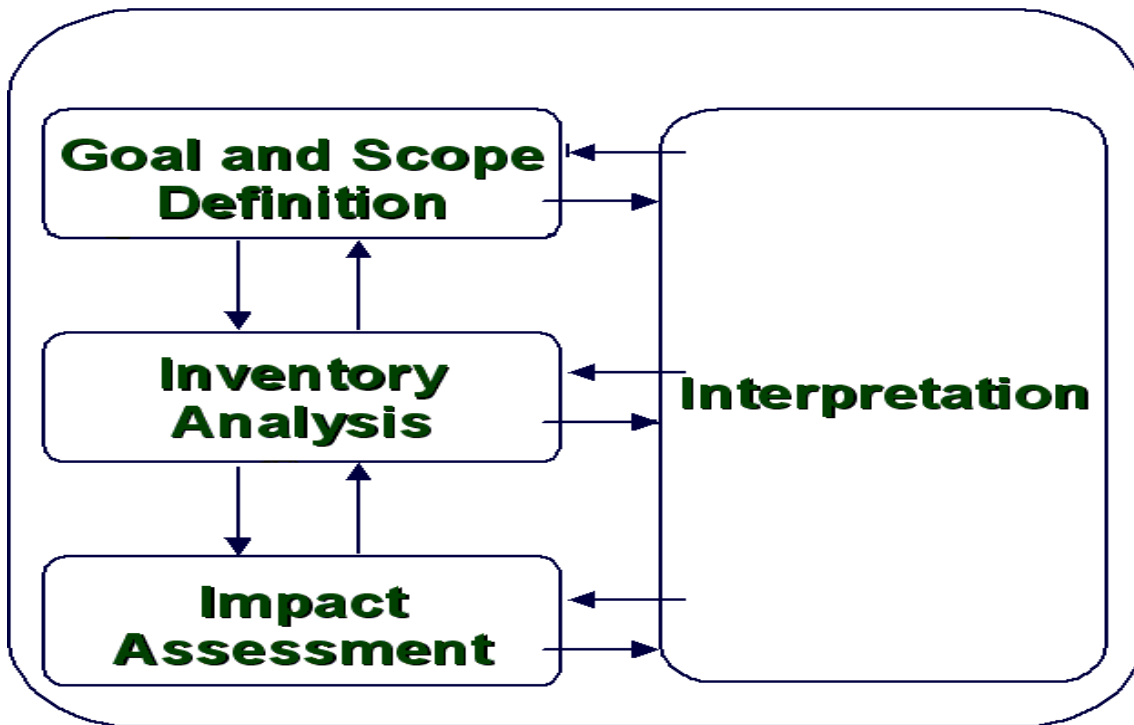 Goal and Scope
Definition
Inventory
Analysis
Interpretation
Impact
Assessment